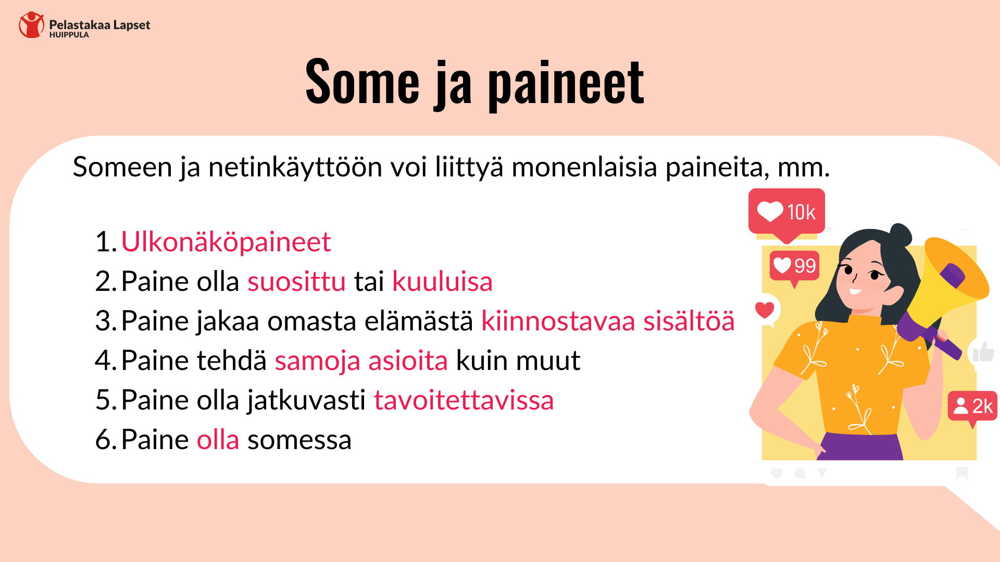 Pelastakaa Lapset
HUIPPULA
Some ja paineet
Someen ja netinkäyttöön voi liittyä monenlaisia paineita, mm.
1. Ulkonäköpaineet
2. Paine olla suosittu tai kuuluisa
3. Paine jakaa omasta elämästä kiinnostavaa sisältöä
4. Paine tehdä samoja asioita kuin muut
5. Paine olla jatkuvasti tavoitettavissa
6. Paine olla somessa
10k
99
2k